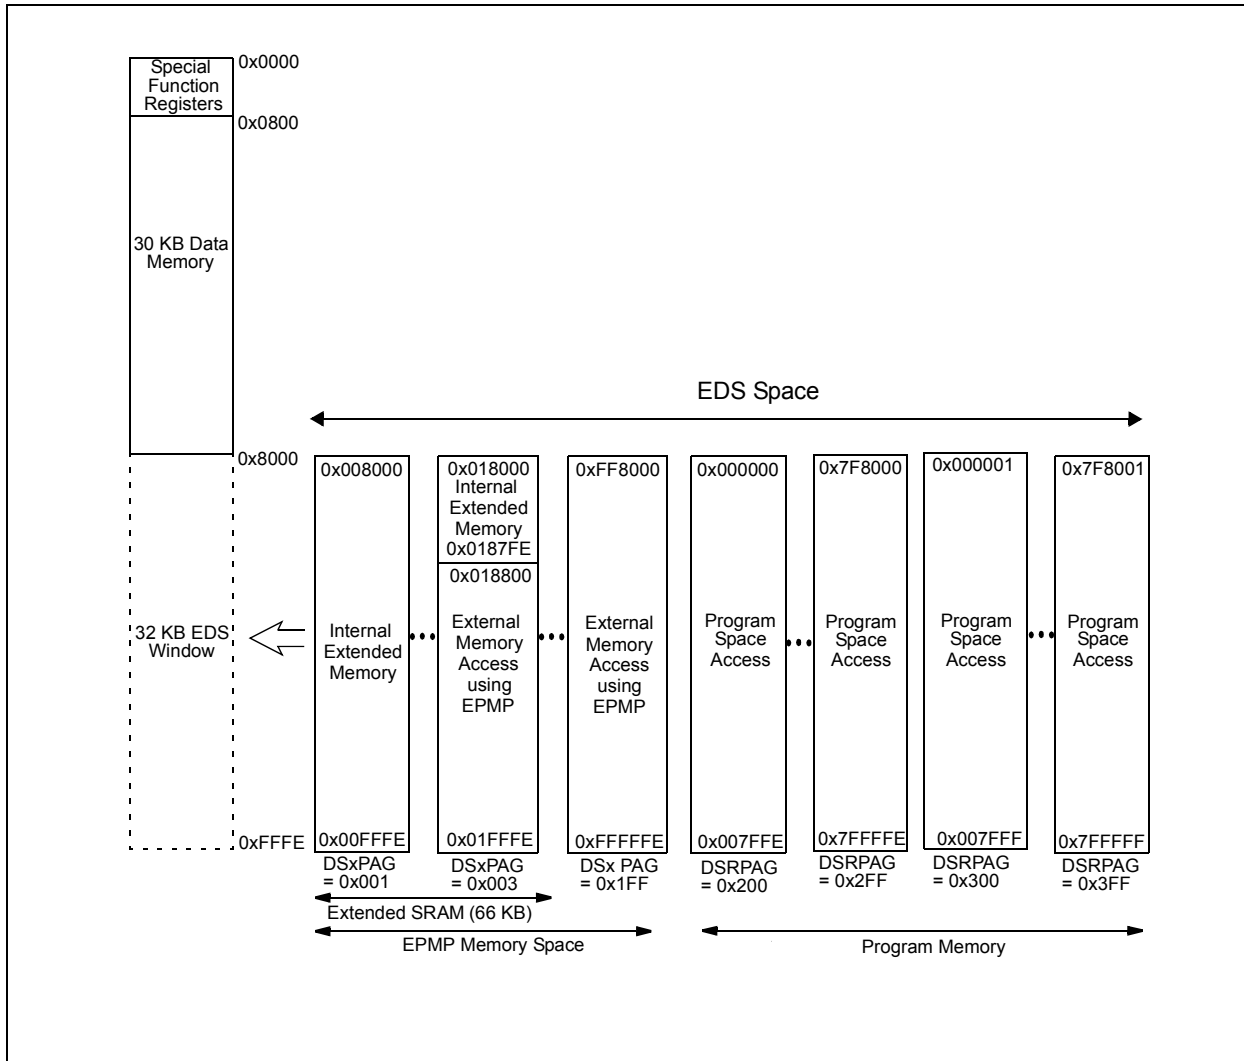 0x0000
Special
Function
Registers
0x0800
30 KB Data
Memory
EDS Space
0x8000
32 KB EDS
Window
0xFFFE
0x008000
Internal
Extended
Memory
0x00FFFE
DSxPAG
= 0x001
0x018000
Internal
Extended
Memory
0x0187FE
0x018800
External
Memory
Access
using
EPMP
0x01FFFE
DSxPAG
= 0x003
0xFF8000
External
Memory
Access
using
EPMP
0xFFFFFE
DSx PAG
= 0x1FF
0x000000
Program
Space
Access
0x007FFE
DSRPAG
= 0x200
0x7F8000
Program
Space
Access
0x7FFFFE
DSRPAG
= 0x2FF
0x000001
Program
Space
Access
0x007FFF
DSRPAG
= 0x300
0x7F8001
Program
Space
Access
0x7FFFFF
DSRPAG
= 0x3FF
Extended SRAM (66 KB)
EPMP Memory Space
Program Memory